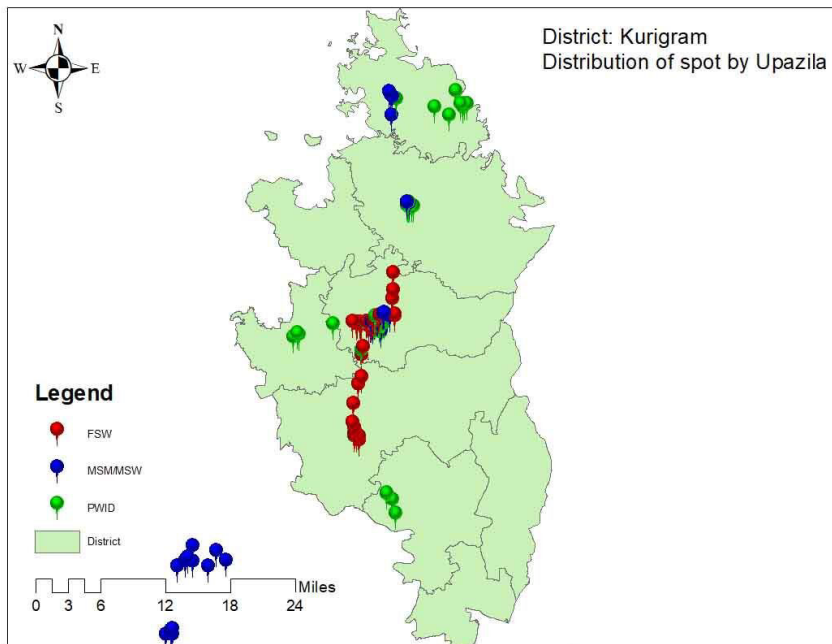 N
W E
S
District: Kurigram
Distribution of spot by Upazila
Legend
FSW
MSM/MSW
PWID
District
Miles
0 3 6 12 18 24